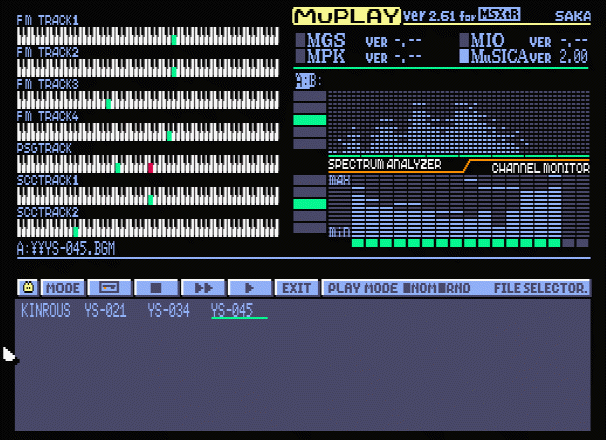 FM TRACK1
FM TRACK2
FM TRACK3
FM TRACK4
PSGTRACK
SCCTRACK1
SCCTRACK2
A:¥¥YS-045.BGM
MuPLAY ver 2.61 for MSXtR SAKA
MGS VER -.-- MIO VER -.--
MPK VER -.-- MuSICA VER 2.00
A:B:
SPECTRUM ANALYZER CHANNEL MONITOR
MAX
MIN
MODE EXIT PLAY MODE NOM RND FILE SELECTOR.
KINROUS YS-021 YS-034 YS-045